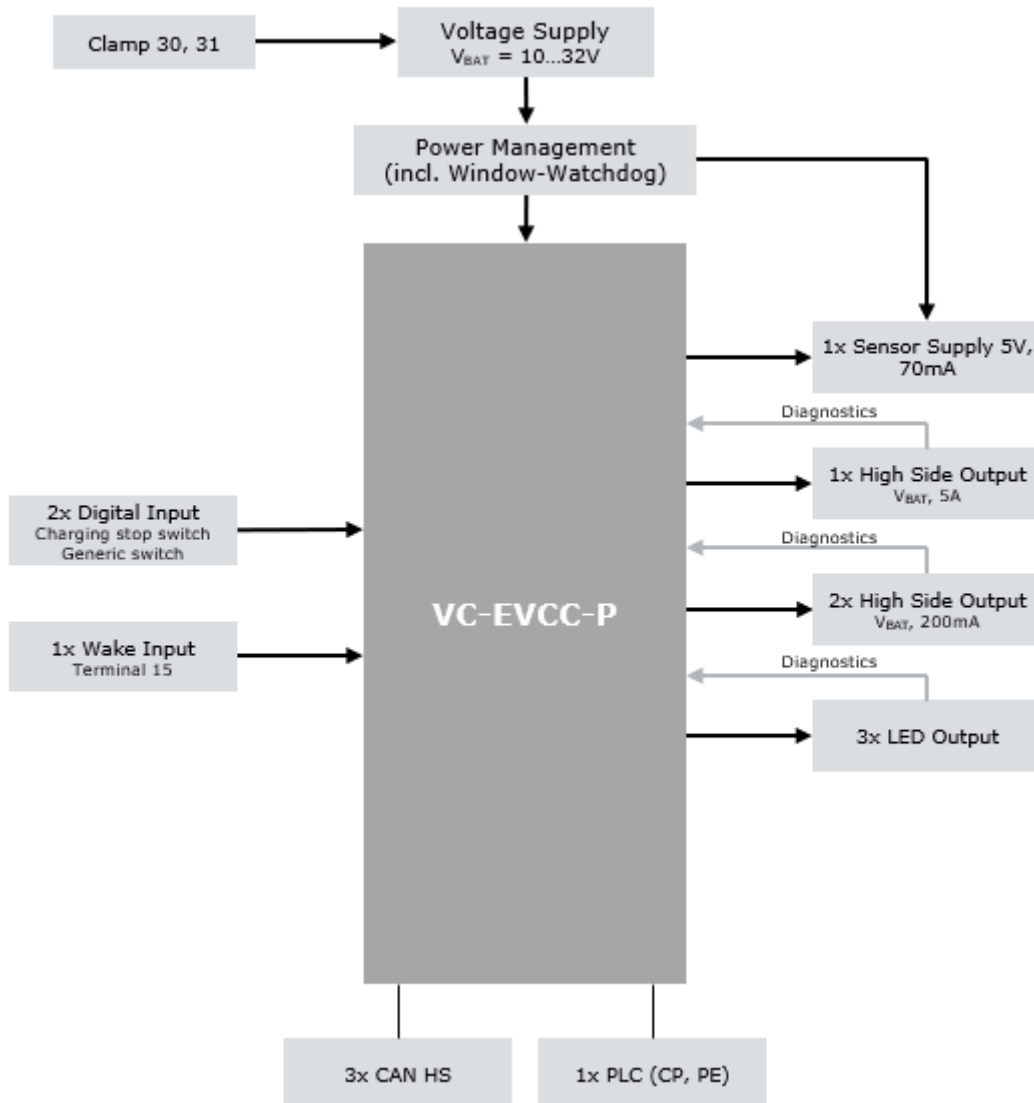 Clamp 30, 31
Voltage Supply
VBAT = 10...32V
Power Management
(incl. Window-Watchdog)
1x Sensor Supply 5V,
70mA
Diagnostics
1x High Side Output
VBAT, 5A
2x Digital Input
Charging stop switch
Generic switch
Diagnostics
2x High Side Output
VBAT, 200mA
VC-EVCC-P
1x Wake Input
Terminal 15
Diagnostics
3x LED Output
3x CAN HS
1x PLC (CP, PE)